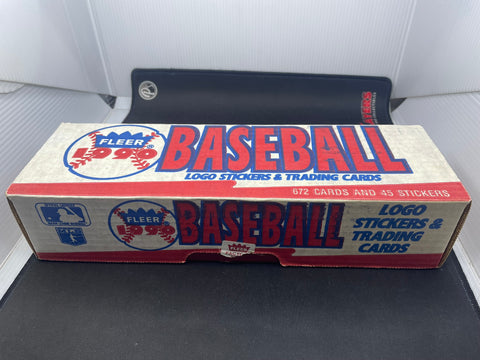 FLEER
1990
BASEBALL
LOGO STICKERS & TRADING CARDS
672 CARDS AND 45 STICKERS
FLEER
1990
BASEBALL
LOGO
STICKERS &
TRADING
CARDS